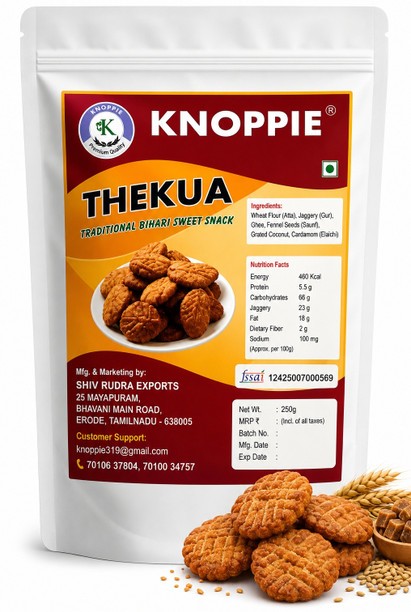 KNOPPIE
K
Premium Quality
KNOPPIE®
THEKUA
TRADITIONAL BIHARI SWEET SNACK
Ingredients:
Wheat Flour (Atta), Jaggery (Gur),
Ghee, Fennel Seeds (Saunf),
Grated Coconut, Cardamom (Elaichi)
Nutrition Facts
Energy 460 Kcal
Protein 5.5 g
Carbohydrates 66 g
Jaggery 23 g
Fat 18 g
Dietary Fiber 2 g
Sodium 100 mg
(Approx. per 100g)
fssai 12425007000569
Mfg. & Marketing by:
SHIV RUDRA EXPORTS
25 MAYAPURAM,
BHAVANI MAIN ROAD,
ERODE, TAMILNADU - 638005
Customer Support:
knoppie319@gmail.com
70106 37804, 70100 34757
Net Wt. : 250g
MRP ₹ : (Incl. of all taxes)
Batch No. :
Mfg. Date :
Exp Date :